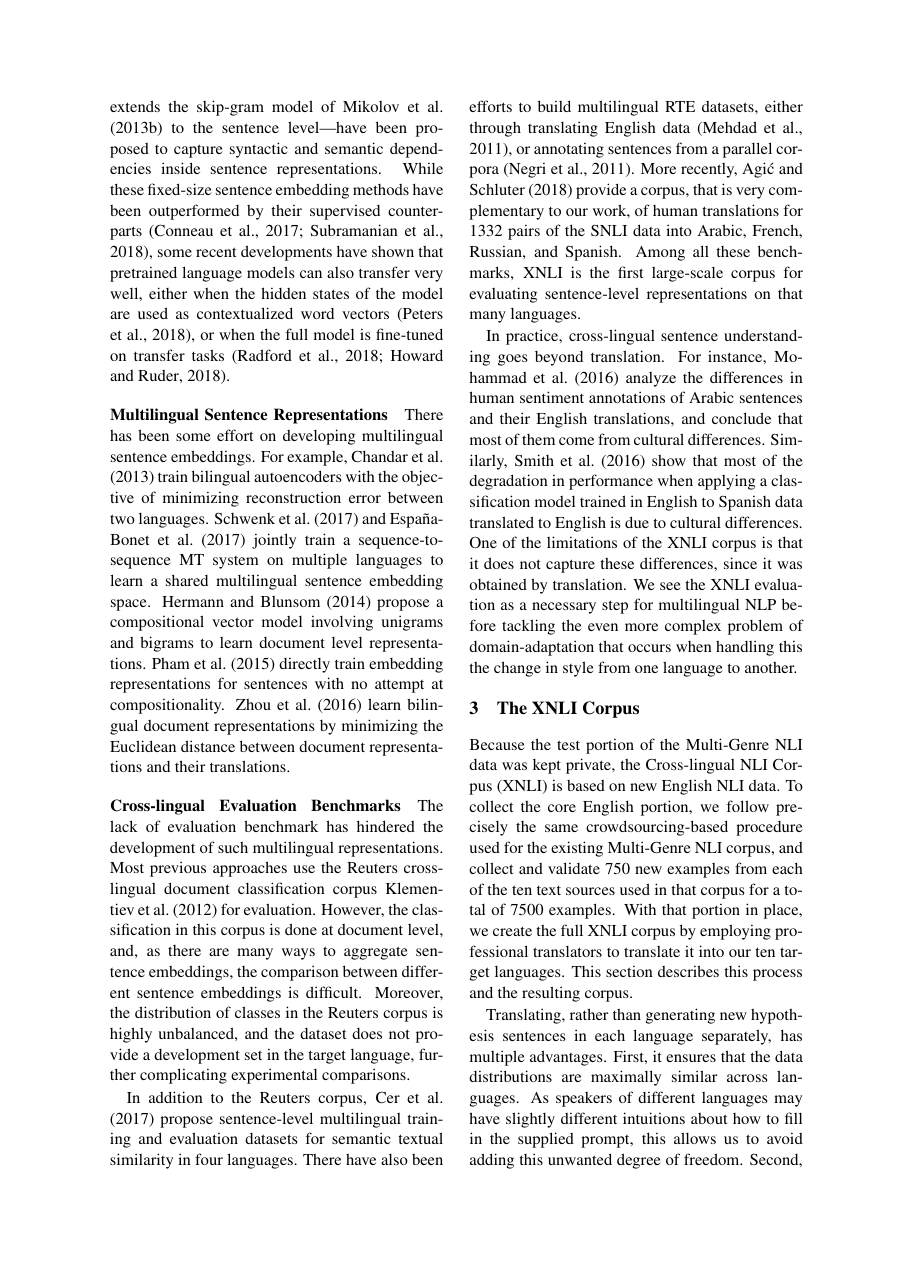 extends the skip-gram model of Mikolov et al.
(2013b) to the sentence level—have been pro-
posed to capture syntactic and semantic depend-
encies inside sentence representations. While
these fixed-size sentence embedding methods have
been outperformed by their supervised counter-
parts (Conneau et al., 2017; Subramanian et al.,
2018), some recent developments have shown that
pretrained language models can also transfer very
well, either when the hidden states of the model
are used as contextualized word vectors (Peters
et al., 2018), or when the full model is fine-tuned
on transfer tasks (Radford et al., 2018; Howard
and Ruder, 2018).
Multilingual Sentence Representations There
has been some effort on developing multilingual
sentence embeddings. For example, Chandar et al.
(2013) train bilingual autoencoders with the objec-
tive of minimizing reconstruction error between
two languages. Schwenk et al. (2017) and España-
Bonet et al. (2017) jointly train a sequence-to-
sequence MT system on multiple languages to
learn a shared multilingual sentence embedding
space. Hermann and Blunsom (2014) propose a
compositional vector model involving unigrams
and bigrams to learn document level representa-
tions. Pham et al. (2015) directly train embedding
representations for sentences with no attempt at
compositionality. Zhou et al. (2016) learn bilin-
gual document representations by minimizing the
Euclidean distance between document representa-
tions and their translations.
Cross-lingual Evaluation Benchmarks The
lack of evaluation benchmark has hindered the
development of such multilingual representations.
Most previous approaches use the Reuters cross-
lingual document classification corpus Klemen-
tiev et al. (2012) for evaluation. However, the clas-
sification in this corpus is done at document level,
and, as there are many ways to aggregate sen-
tence embeddings, the comparison between differ-
ent sentence embeddings is difficult. Moreover,
the distribution of classes in the Reuters corpus is
highly unbalanced, and the dataset does not pro-
vide a development set in the target language, fur-
ther complicating experimental comparisons.
In addition to the Reuters corpus, Cer et al.
(2017) propose sentence-level multilingual train-
ing and evaluation datasets for semantic textual
similarity in four languages. There have also been
efforts to build multilingual RTE datasets, either
through translating English data (Mehdad et al.,
2011), or annotating sentences from a parallel cor-
pora (Negri et al., 2011). More recently, Agić and
Schluter (2018) provide a corpus, that is very com-
plementary to our work, of human translations for
1332 pairs of the SNLI data into Arabic, French,
Russian, and Spanish. Among all these bench-
marks, XNLI is the first large-scale corpus for
evaluating sentence-level representations on that
many languages.
In practice, cross-lingual sentence understand-
ing goes beyond translation. For instance, Mo-
hammad et al. (2016) analyze the differences in
human sentiment annotations of Arabic sentences
and their English translations, and conclude that
most of them come from cultural differences. Sim-
ilarly, Smith et al. (2016) show that most of the
degradation in performance when applying a clas-
sification model trained in English to Spanish data
translated to English is due to cultural differences.
One of the limitations of the XNLI corpus is that
it does not capture these differences, since it was
obtained by translation. We see the XNLI evalua-
tion as a necessary step for multilingual NLP be-
fore tackling the even more complex problem of
domain-adaptation that occurs when handling this
the change in style from one language to another.
3 The XNLI Corpus
Because the test portion of the Multi-Genre NLI
data was kept private, the Cross-lingual NLI Cor-
pus (XNLI) is based on new English NLI data. To
collect the core English portion, we follow pre-
cisely the same crowdsourcing-based procedure
used for the existing Multi-Genre NLI corpus, and
collect and validate 750 new examples from each
of the ten text sources used in that corpus for a to-
tal of 7500 examples. With that portion in place,
we create the full XNLI corpus by employing pro-
fessional translators to translate it into our ten tar-
get languages. This section describes this process
and the resulting corpus.
Translating, rather than generating new hypoth-
esis sentences in each language separately, has
multiple advantages. First, it ensures that the data
distributions are maximally similar across lan-
guages. As speakers of different languages may
have slightly different intuitions about how to fill
in the supplied prompt, this allows us to avoid
adding this unwanted degree of freedom. Second,